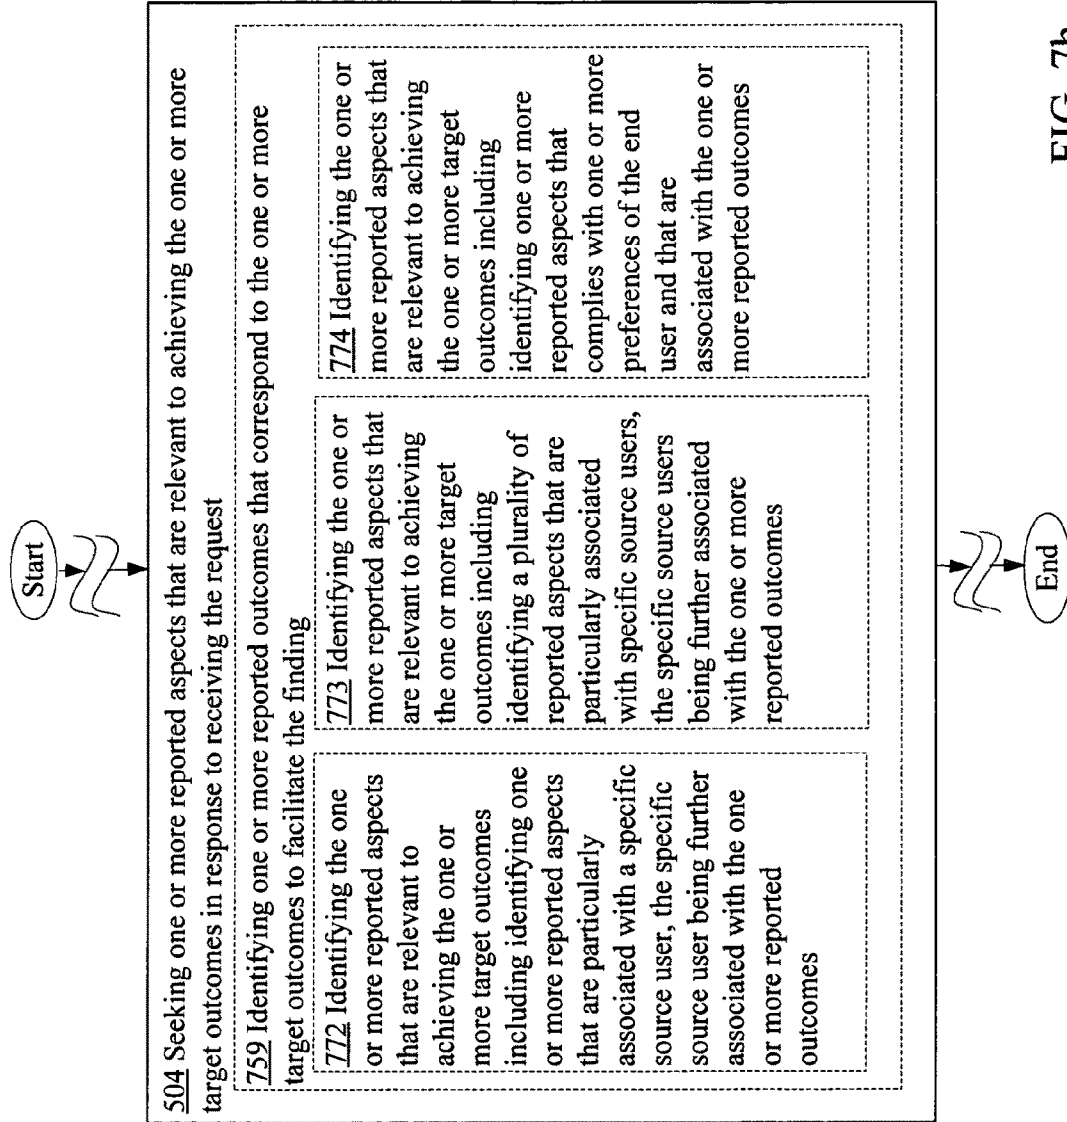 Start
504 Seeking one or more reported aspects that are relevant to achieving the one or more
target outcomes in response to receiving the request
759 Identifying one or more reported outcomes that correspond to the one or more
target outcomes to facilitate the finding
772 Identifying the one
or more reported aspects
that are relevant to
achieving the one or
more target outcomes
including identifying one
or more reported aspects
that are particularly
associated with a specific
source user, the specific
source user being further
associated with the one
or more reported
outcomes
773 Identifying the one or
more reported aspects that
are relevant to achieving
the one or more target
outcomes including
identifying a plurality of
reported aspects that are
particularly associated
with specific source users,
the specific source users
being further associated
with the one or more
reported outcomes
774 Identifying the one or
more reported aspects that
are relevant to achieving
the one or more target
outcomes including
identifying one or more
reported aspects that
complies with one or more
preferences of the end
user and that are
associated with the one or
more reported outcomes
End
FIG. 7b